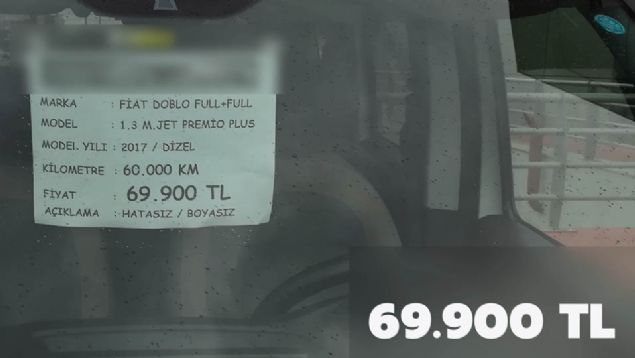 MARKA : FİAT DOBLO FULL+FULL
MODEL : 1.3 M.JET PREMIO PLUS
MODEL YILI : 2017 / DİZEL
KİLOMETRE : 60.000 KM
FİYAT : 69.900 TL
AÇIKLAMA : HATASIZ / BOYASIZ
69.900 TL